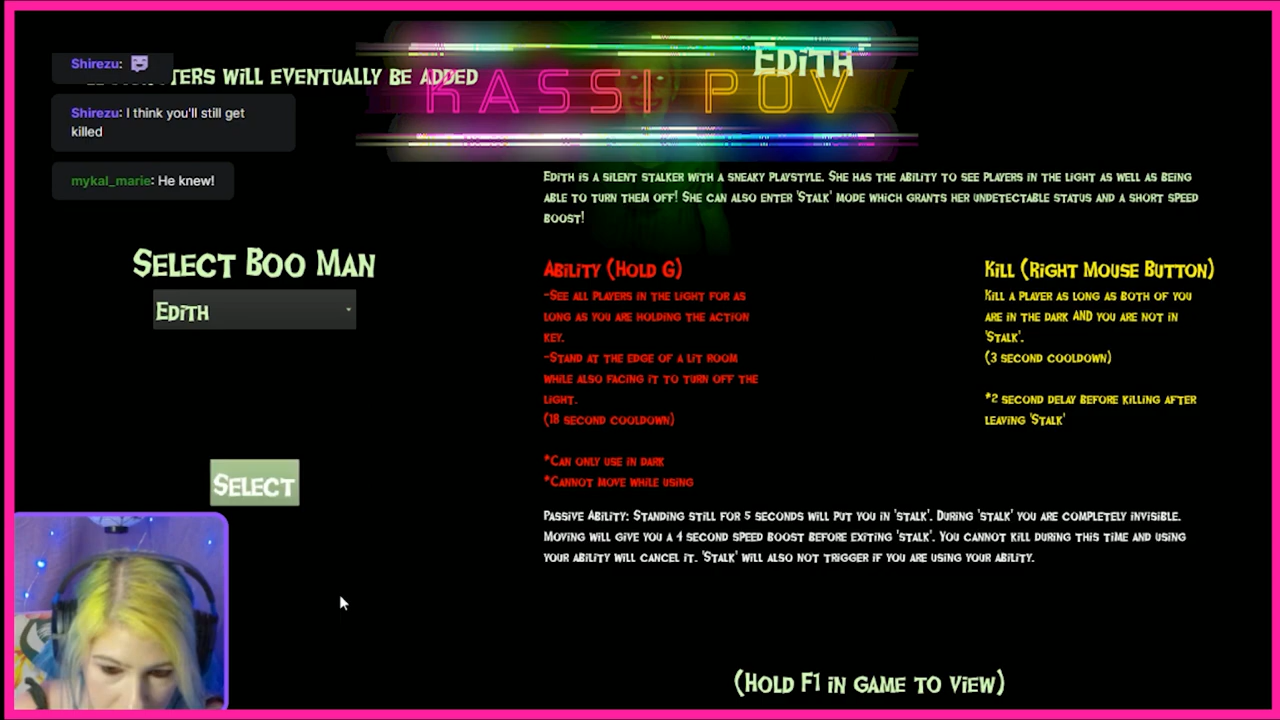 Shirezu:
TERS WILL EVENTUALLY BE ADDED
Shirezu: I think you'll still get
killed
mykal_marie: He knew!
KASSI POV
EDITH
EDITH IS A SILENT STALKER WITH A SNEAKY PLAYSTYLE. SHE HAS THE ABILITY TO SEE PLAYERS IN THE LIGHT AS WELL AS BEING
ABLE TO TURN THEM OFF! SHE CAN ALSO ENTER 'STALK' MODE WHICH GRANTS HER UNDETECTABLE STATUS AND A SHORT SPEED
BOOST!
SELECT BOO MAN
EDITH
SELECT
ABILITY (HOLD G)
-SEE ALL PLAYERS IN THE LIGHT FOR AS
LONG AS YOU ARE HOLDING THE ACTION
KEY.
-STAND AT THE EDGE OF A LIT ROOM
WHILE ALSO FACING IT TO TURN OFF THE
LIGHT.
(18 SECOND COOLDOWN)
*CAN ONLY USE IN DARK
*CANNOT MOVE WHILE USING
KILL (RIGHT MOUSE BUTTON)
KILL A PLAYER AS LONG AS BOTH OF YOU
ARE IN THE DARK AND YOU ARE NOT IN
'STALK'.
(3 SECOND COOLDOWN)
*2 SECOND DELAY BEFORE KILLING AFTER
LEAVING 'STALK'
PASSIVE ABILITY: STANDING STILL FOR 5 SECONDS WILL PUT YOU IN 'STALK'. DURING 'STALK' YOU ARE COMPLETELY INVISIBLE.
MOVING WILL GIVE YOU A 4 SECOND SPEED BOOST BEFORE EXITING 'STALK'. YOU CANNOT KILL DURING THIS TIME AND USING
YOUR ABILITY WILL CANCEL IT. 'STALK' WILL ALSO NOT TRIGGER IF YOU ARE USING YOUR ABILITY.
(HOLD F1 IN GAME TO VIEW)